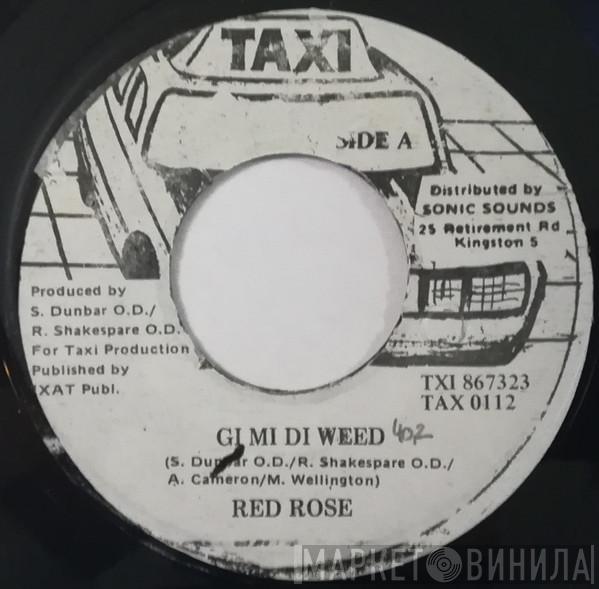 TAXI
SIDE A
Distributed by
SONIC SOUNDS
25 Retirement Rd
Kingston 5
Produced by
S. Dunbar O.D./
R. Shakespare O.D.
For Taxi Production
Published by
IXAT Publ.
TXI 867323
TAX 0112
GI MI DI WEED 402
(S. Dunbar O.D./R. Shakespare O.D./
A. Cameron/M. Wellington)
RED ROSE
МАРКЕТ ВИНИЛА